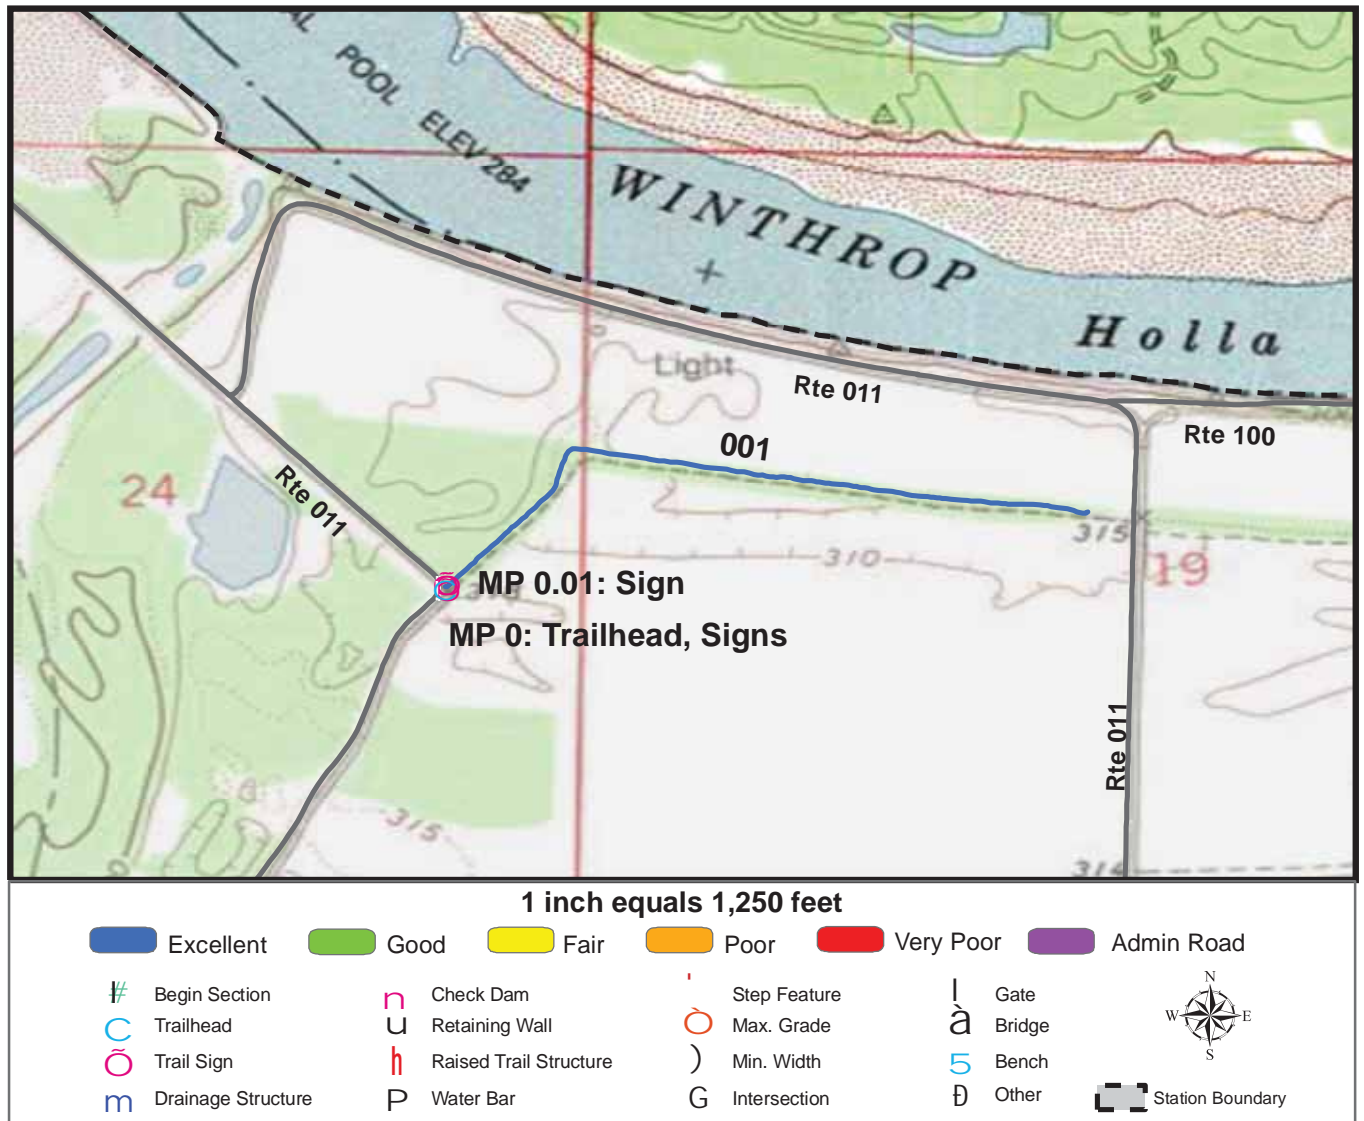 AL POOL ELEV 284
WINTHROP
Holla
Light
Rte 011
Rte 100
001
24
Rte 011
315
310
19
MP 0.01: Sign
MP 0: Trailhead, Signs
Rte 011
315
314
1 inch equals 1,250 feet
Excellent Good Fair Poor Very Poor Admin Road
Begin Section Check Dam Step Feature Gate
Trailhead Retaining Wall Max. Grade Bridge
Trail Sign Raised Trail Structure Min. Width Bench
Drainage Structure Water Bar Intersection Other Station Boundary
N
W E
S